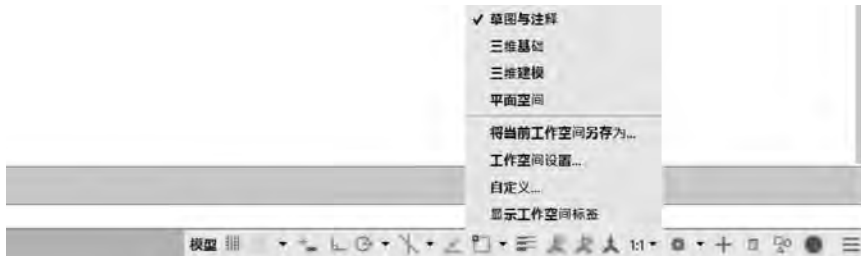 ✓ 草图与注释
三维基础
三维建模
平面空间
将当前工作空间另存为...
工作空间设置...
自定义...
显示工作空间标签
模型 1:1